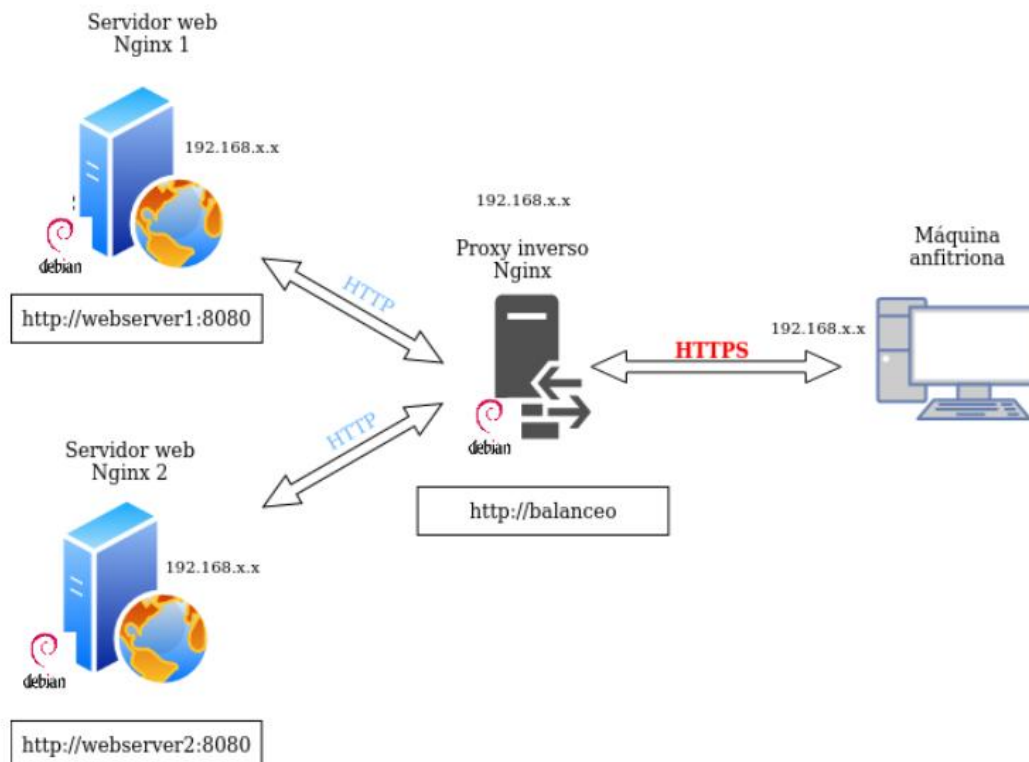 Servidor web
Nginx 1
192.168.x.x
debian
http://webserver1:8080
HTTP
192.168.x.x
Proxy inverso
Nginx
debian
http://balanceo
HTTPS
Máquina
anfitriona
192.168.x.x
HTTP
Servidor web
Nginx 2
192.168.x.x
debian
http://webserver2:8080